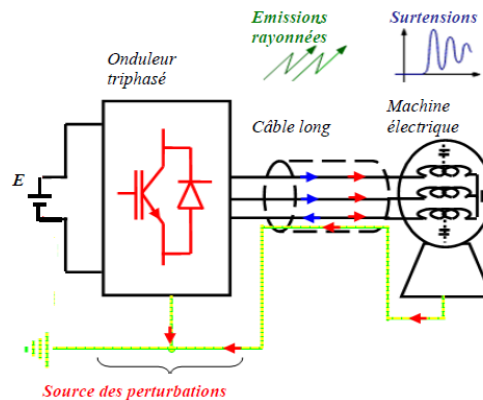 Emissions
rayonnées
Surtensions
Onduleur
triphasé
Câble long
Machine
électrique
E
Source des perturbations